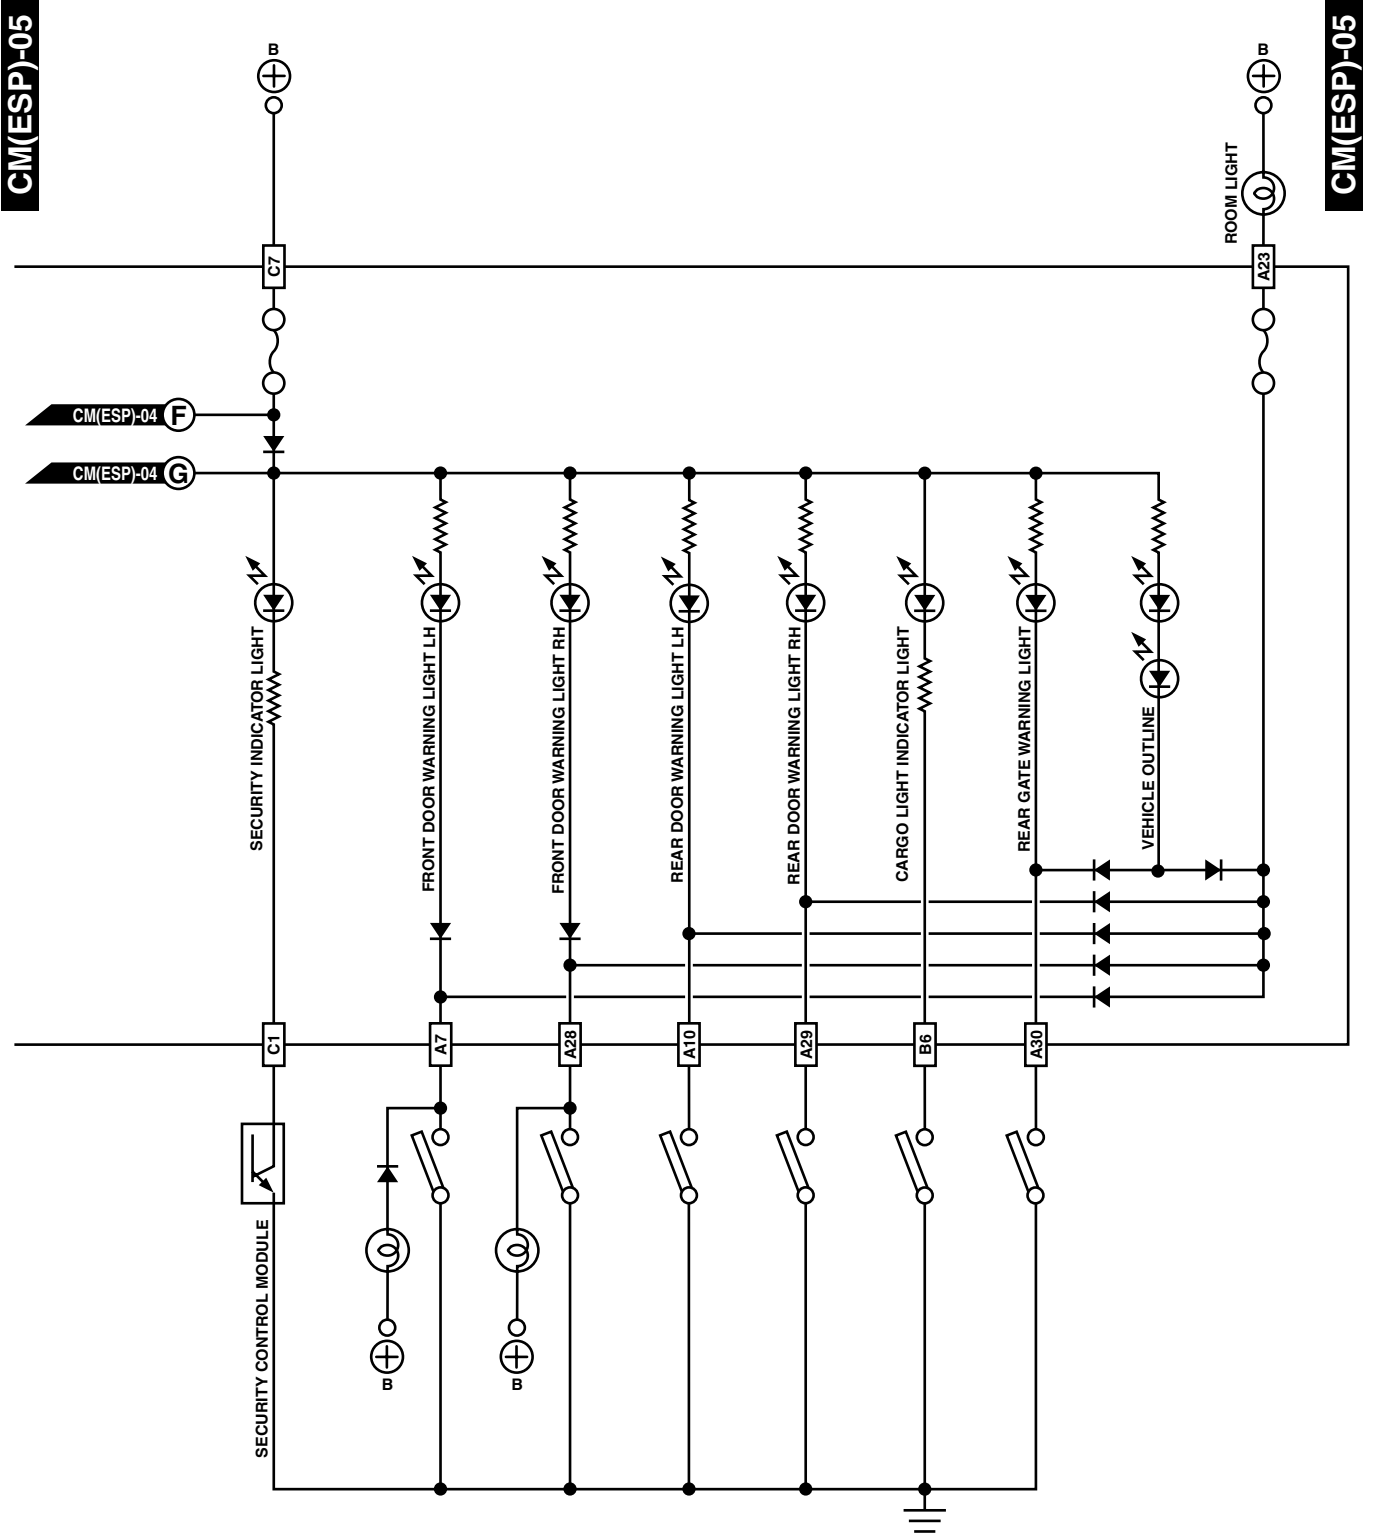 CM(ESP)-05
CM(ESP)-05
B
B
ROOM LIGHT
C7
A23
CM(ESP)-04 F
CM(ESP)-04 G
SECURITY INDICATOR LIGHT
FRONT DOOR WARNING LIGHT LH
FRONT DOOR WARNING LIGHT RH
REAR DOOR WARNING LIGHT LH
REAR DOOR WARNING LIGHT RH
CARGO LIGHT INDICATOR LIGHT
REAR GATE WARNING LIGHT
VEHICLE OUTLINE
C1
A7
A28
A10
A29
B6
A30
SECURITY CONTROL MODULE
B
B